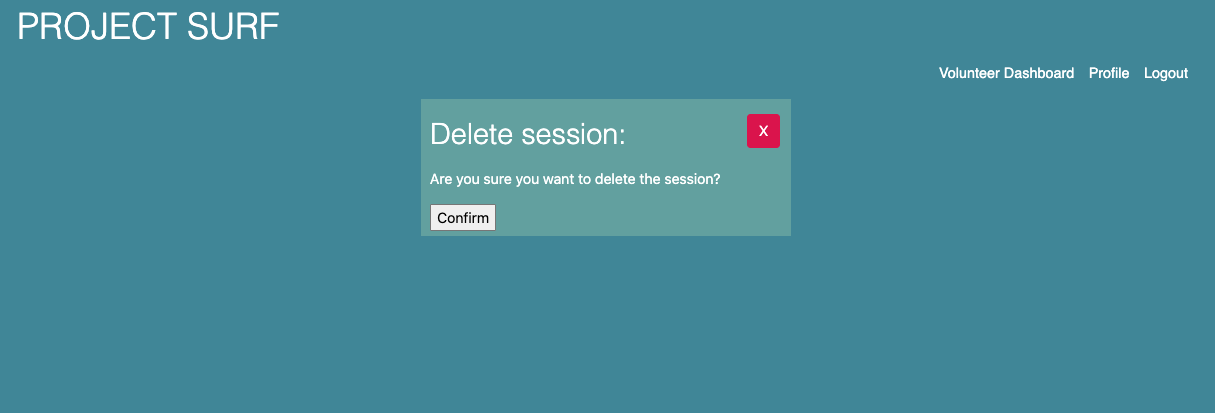 PROJECT SURF
Volunteer Dashboard Profile Logout
Delete session:
X
Are you sure you want to delete the session?
Confirm